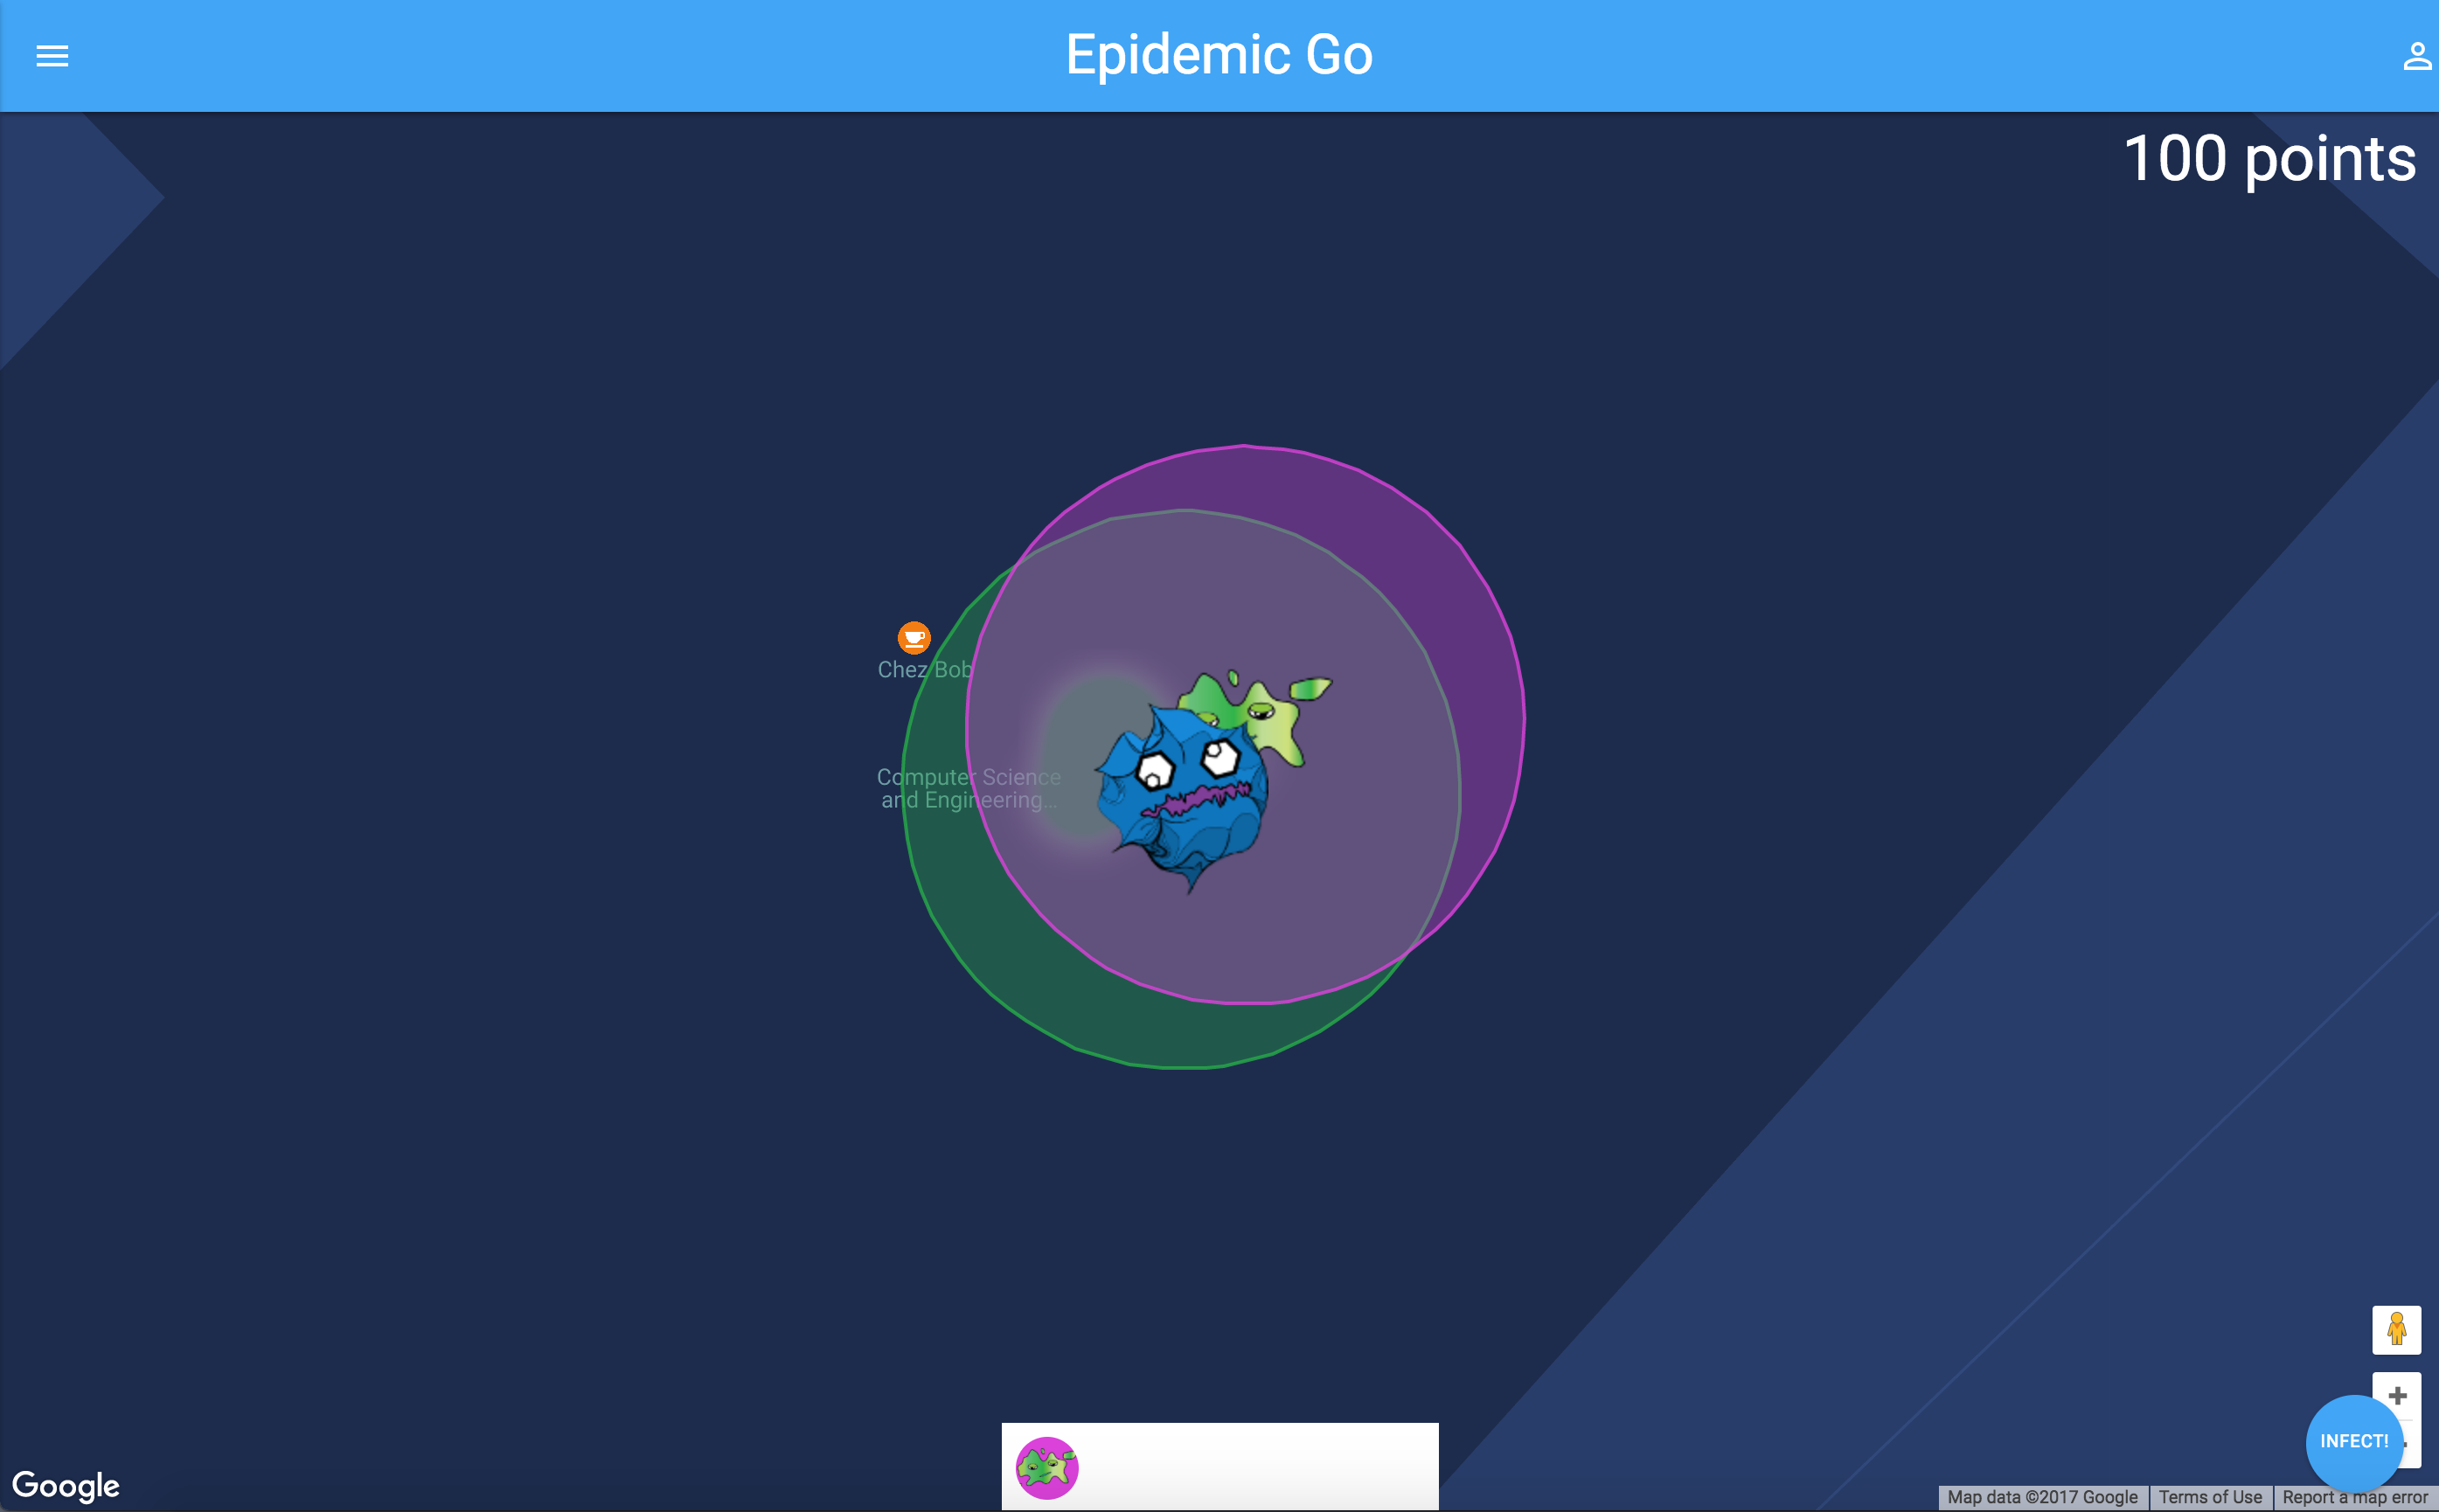 Epidemic Go
100 points
Chez Bob
Computer Science
and Engineering...
INFECT!
Google
Map data ©2017 Google
Terms of Use
Report a map error